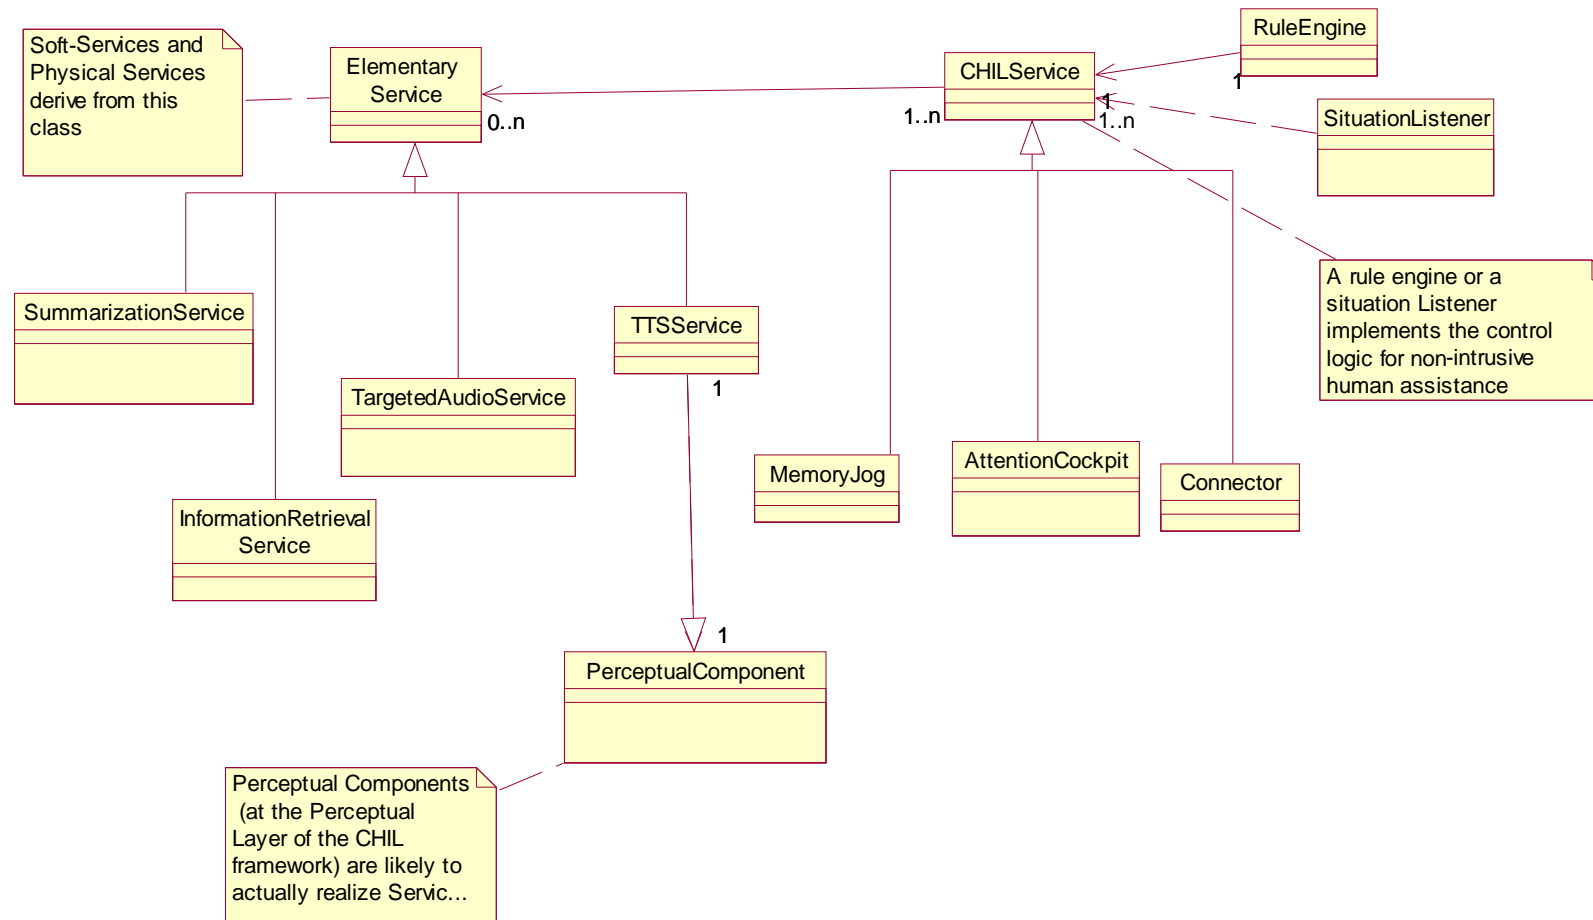 Soft-Services and
Physical Services
derive from this
class
Elementary
Service
0..n
CHILService
1..n
1
1..n
RuleEngine
1
SituationListener
A rule engine or a
situation Listener
implements the control
logic for non-intrusive
human assistance
SummarizationService
TargetedAudioService
InformationRetrieval
Service
TTSService
1
MemoryJog
AttentionCockpit
Connector
1
PerceptualComponent
Perceptual Components
(at the Perceptual
Layer of the CHIL
framework) are likely to
actually realize Servic...